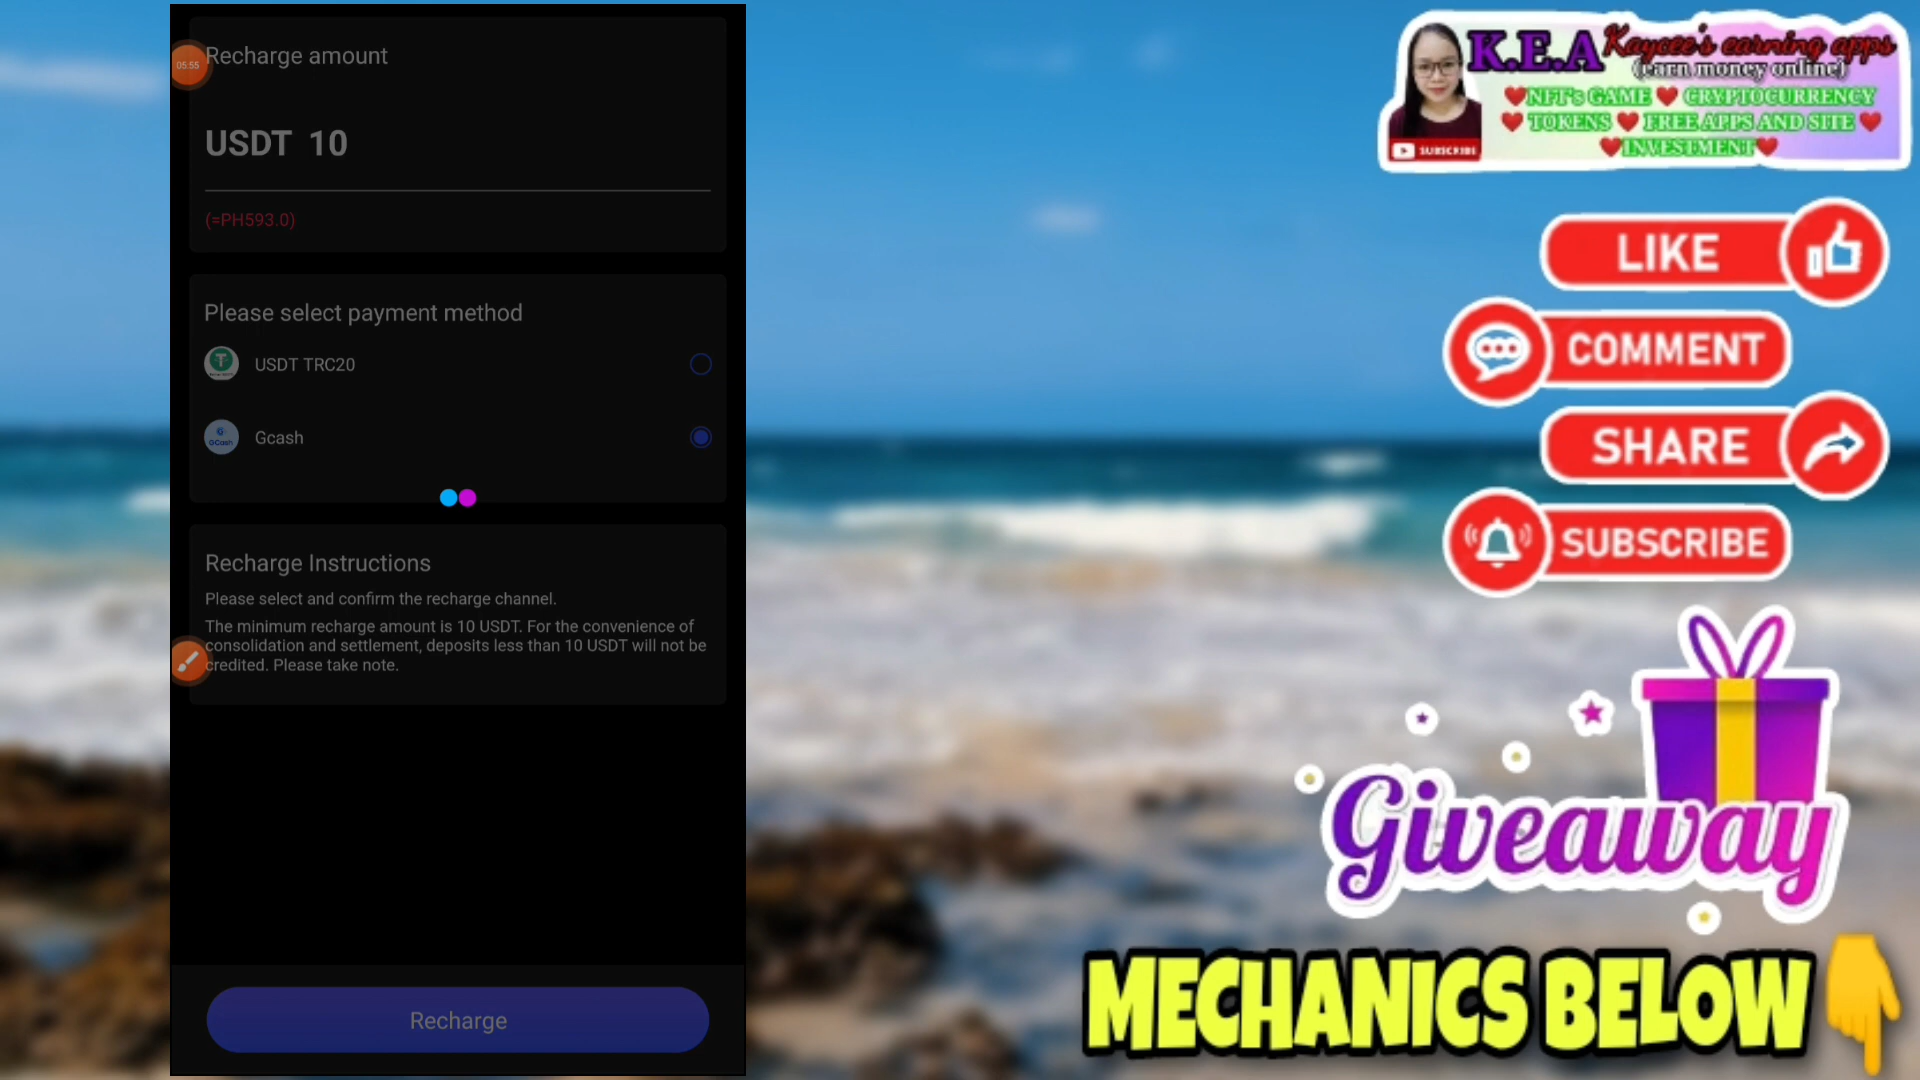 05:55
Recharge amount
USDT 10
(=PH593.0)
Please select payment method
USDT TRC20
GCash
Gcash
Recharge Instructions
Please select and confirm the recharge channel.
The minimum recharge amount is 10 USDT. For the convenience of
consolidation and settlement, deposits less than 10 USDT will not be
credited. Please take note.
Recharge
K.E.A Kaycee's earning apps
(earn money online)
NFT's GAME CRYPTOCURRENCY
TOKENS FREE APPS AND SITE
INVESTMENT
SUBSCRIBE
LIKE
COMMENT
SHARE
SUBSCRIBE
Giveaway
MECHANICS BELOW